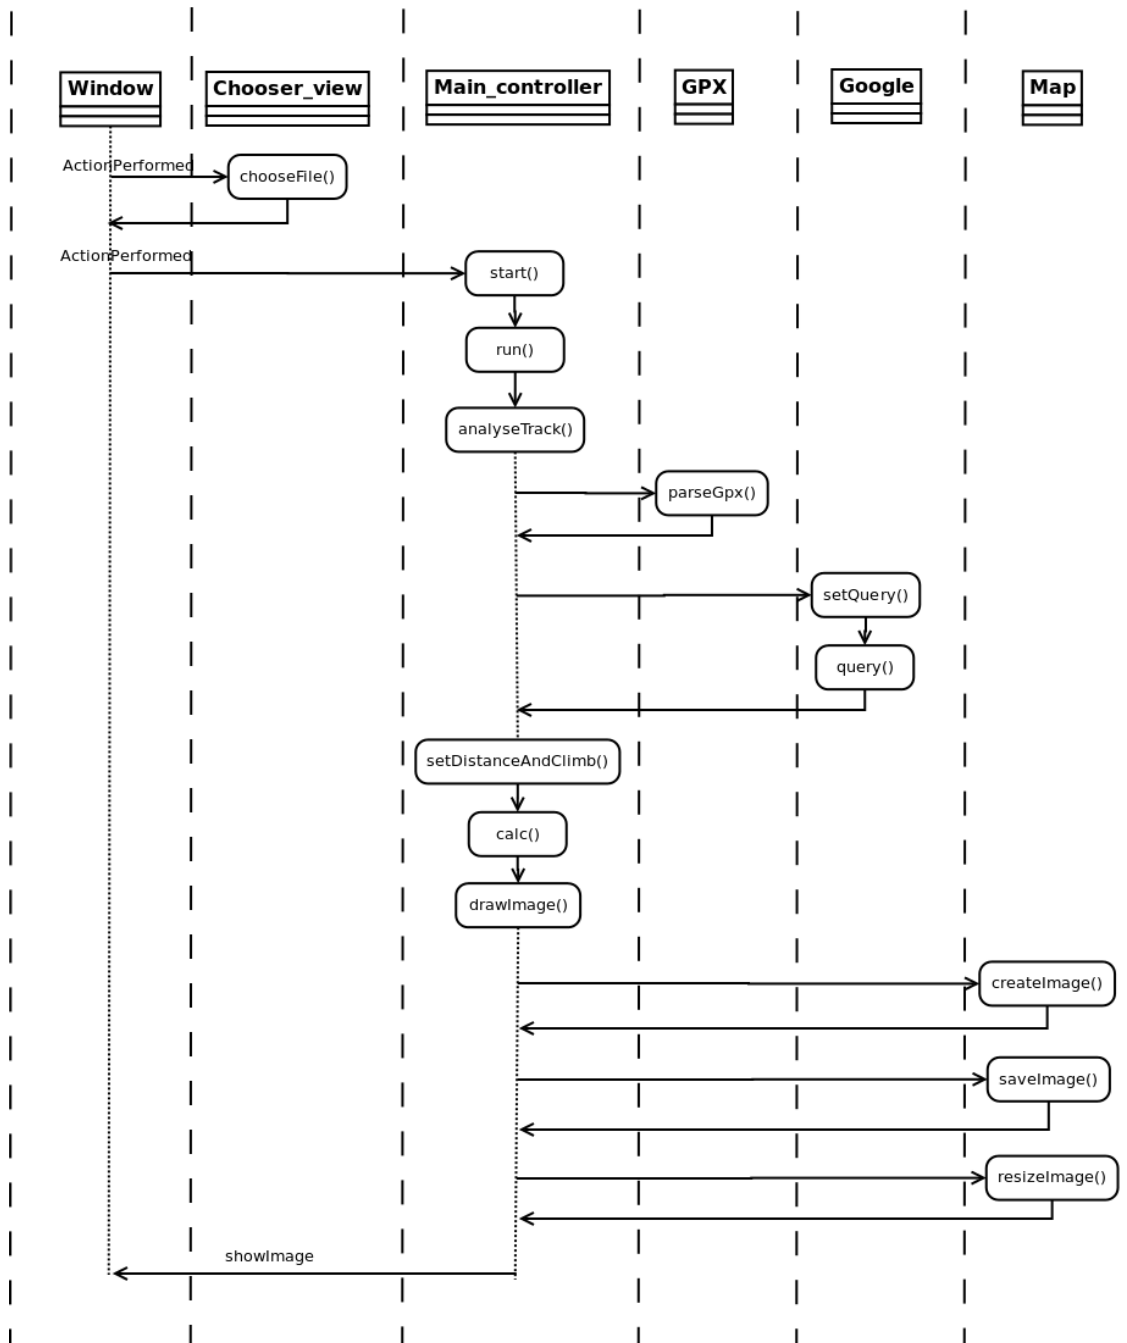 Window
Chooser_view
Main_controller
GPX
Google
Map
ActionPerformed
chooseFile()
ActionPerformed
start()
run()
analyseTrack()
parseGpx()
setQuery()
query()
setDistanceAndClimb()
calc()
drawImage()
createImage()
saveImage()
resizeImage()
showImage